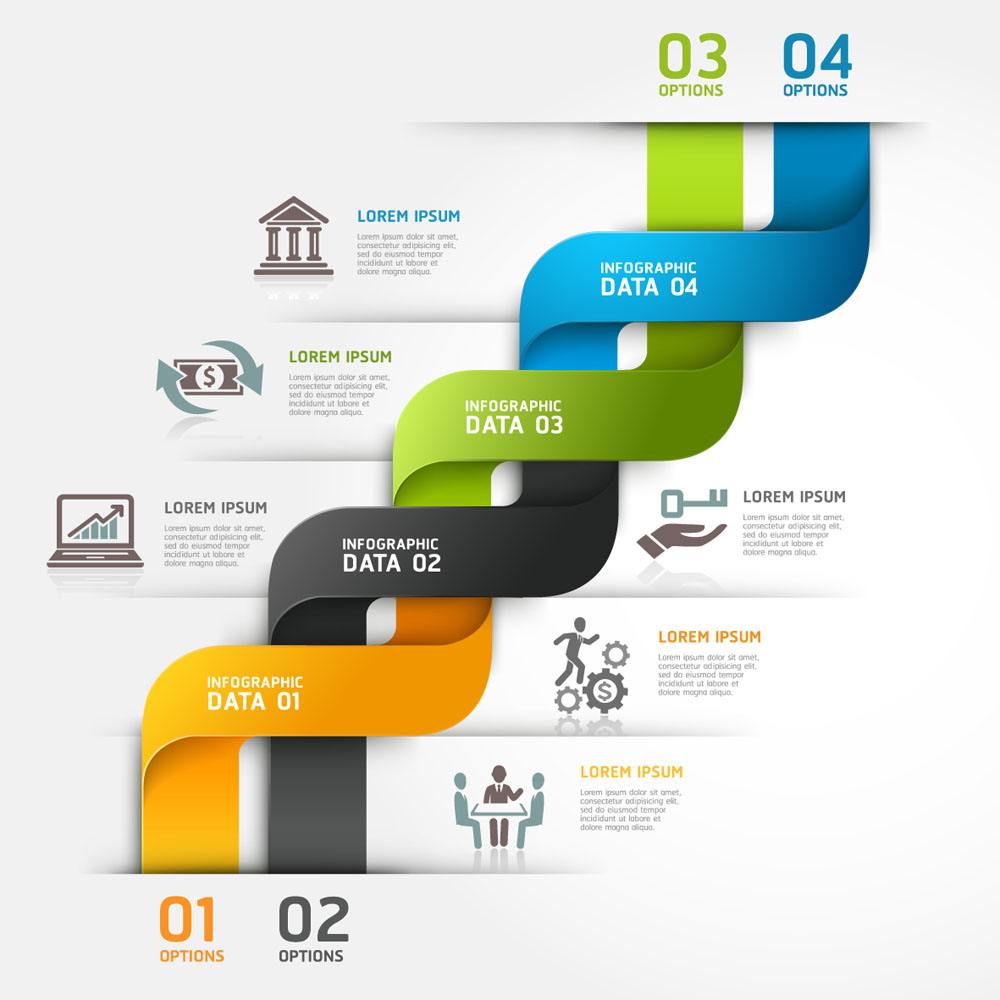 03
OPTIONS
04
OPTIONS
LOREM IPSUM
Lorem ipsum dolor sit amet,
consectetur adipisicing elit,
sed do eiusmod tempor
incididunt ut labore et
dolore magna aliqua.
INFOGRAPHIC
DATA 04
LOREM IPSUM
Lorem ipsum dolor sit amet,
consectetur adipisicing elit,
sed do eiusmod tempor
incididunt ut labore et
dolore magna aliqua.
INFOGRAPHIC
DATA 03
LOREM IPSUM
Lorem ipsum dolor sit amet,
consectetur adipisicing elit,
sed do eiusmod tempor
incididunt ut labore et
dolore magna aliqua.
INFOGRAPHIC
DATA 02
LOREM IPSUM
Lorem ipsum dolor sit amet,
consectetur adipisicing elit,
sed do eiusmod tempor
incididunt ut labore et
dolore magna aliqua.
INFOGRAPHIC
DATA 01
LOREM IPSUM
Lorem ipsum dolor sit amet,
consectetur adipisicing elit,
sed do eiusmod tempor
incididunt ut labore et
dolore magna aliqua.
LOREM IPSUM
Lorem ipsum dolor sit amet,
consectetur adipisicing elit,
sed do eiusmod tempor
incididunt ut labore et
dolore magna aliqua.
01
OPTIONS
02
OPTIONS